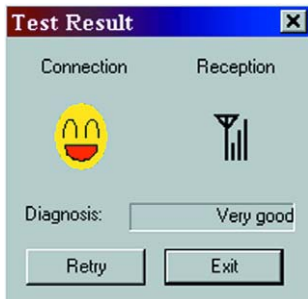 Test Result
Connection Reception
Diagnosis: Very good
Retry Exit